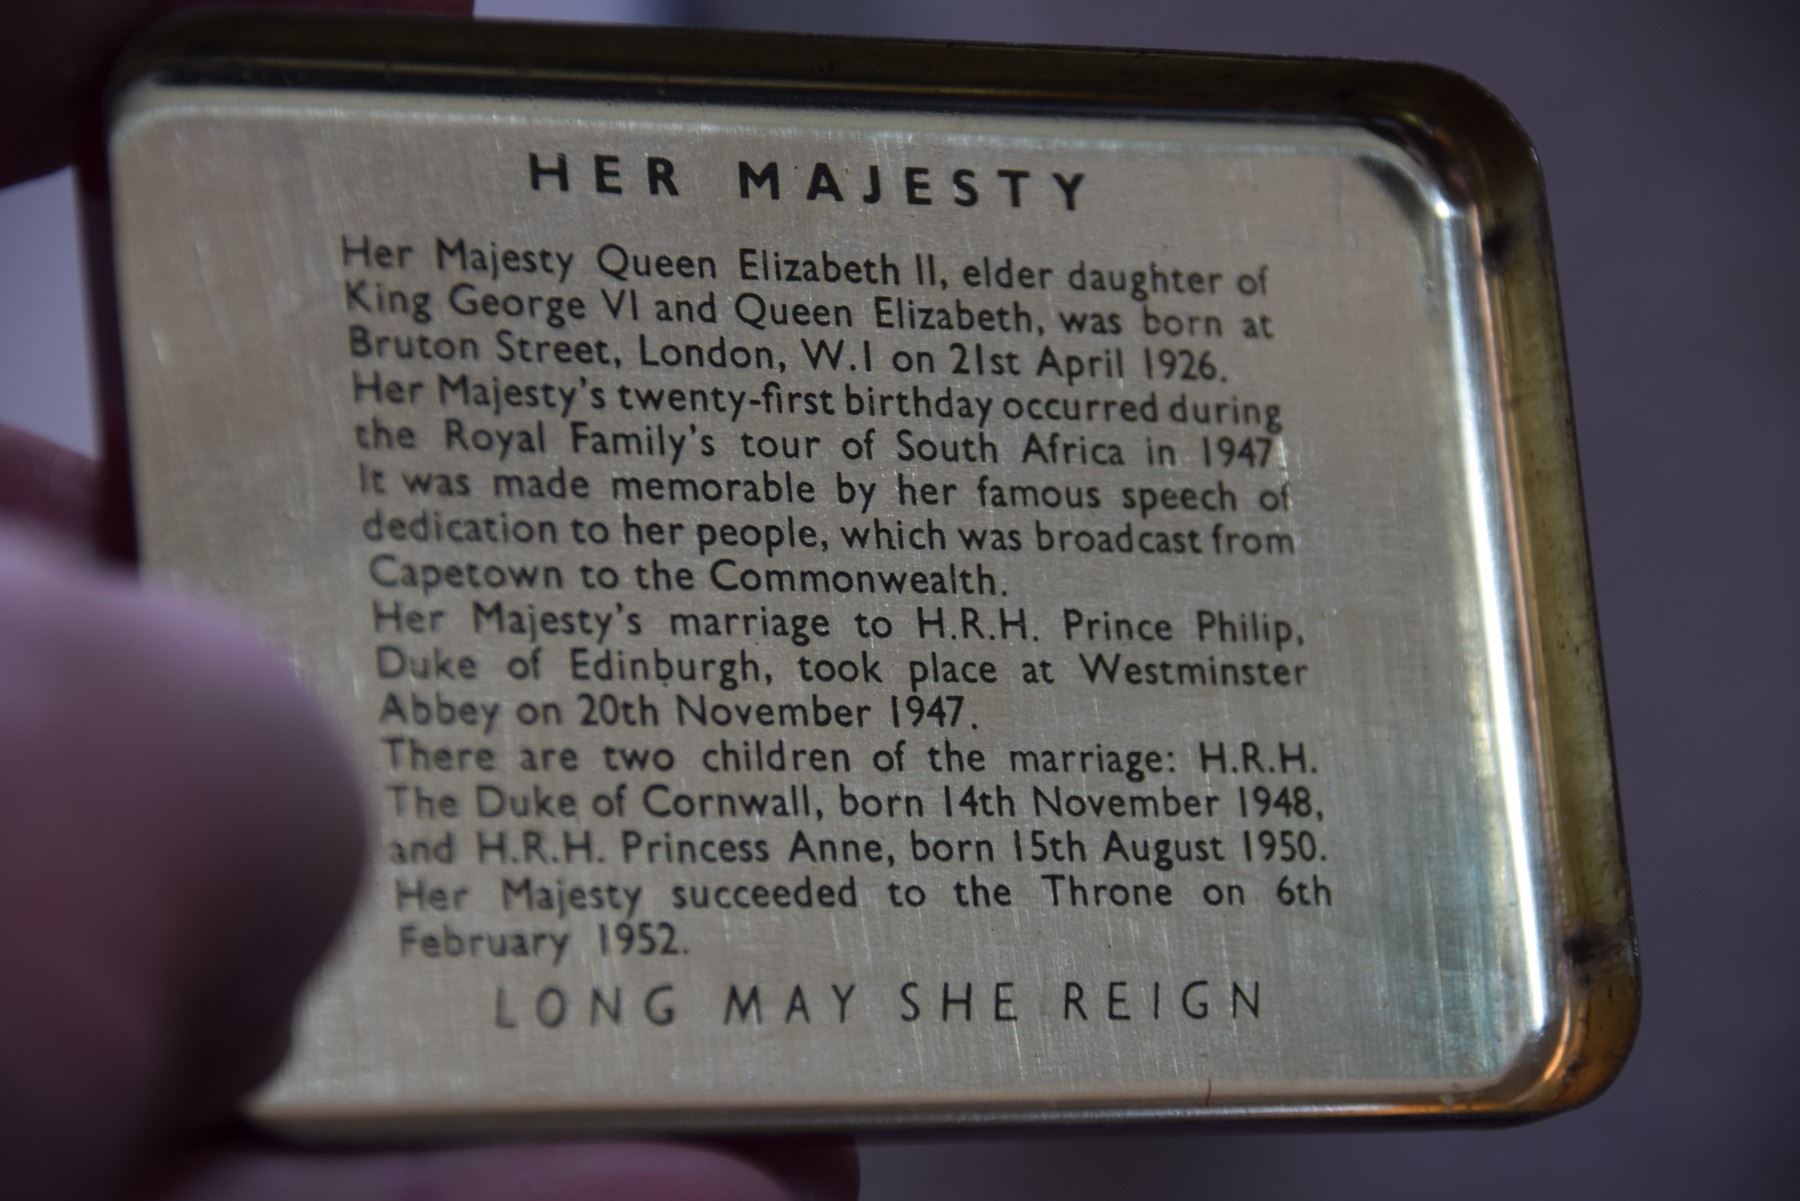 HER MAJESTY
Her Majesty Queen Elizabeth II, elder daughter of
King George VI and Queen Elizabeth, was born at
Bruton Street, London, W.1 on 21st April 1926.
Her Majesty's twenty-first birthday occurred during
the Royal Family's tour of South Africa in 1947.
It was made memorable by her famous speech of
dedication to her people, which was broadcast from
Capetown to the Commonwealth.
Her Majesty's marriage to H.R.H. Prince Philip,
Duke of Edinburgh, took place at Westminster
Abbey on 20th November 1947.
There are two children of the marriage: H.R.H.
The Duke of Cornwall, born 14th November 1948,
and H.R.H. Princess Anne, born 15th August 1950.
Her Majesty succeeded to the Throne on 6th
February 1952.
LONG MAY SHE REIGN